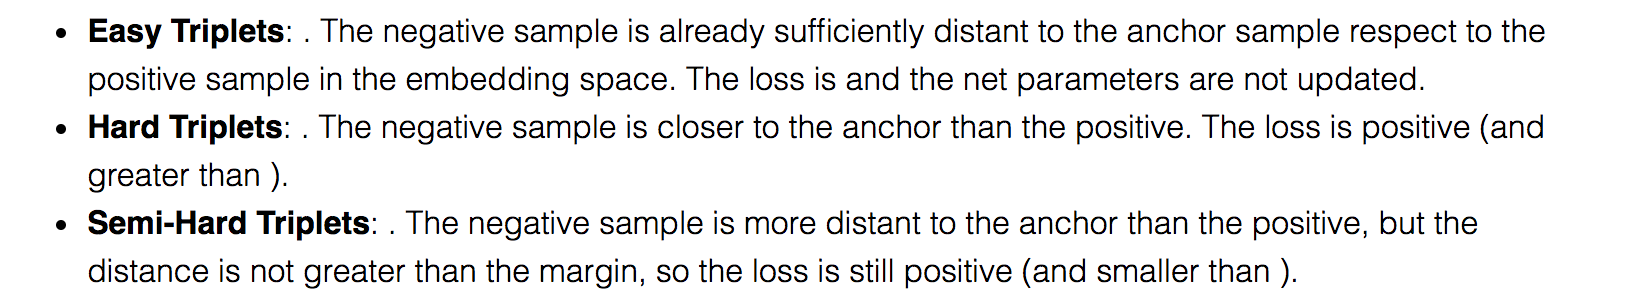 • Easy Triplets: . The negative sample is already sufficiently distant to the anchor sample respect to the
positive sample in the embedding space. The loss is and the net parameters are not updated.
• Hard Triplets: . The negative sample is closer to the anchor than the positive. The loss is positive (and
greater than ).
• Semi-Hard Triplets: . The negative sample is more distant to the anchor than the positive, but the
distance is not greater than the margin, so the loss is still positive (and smaller than ).